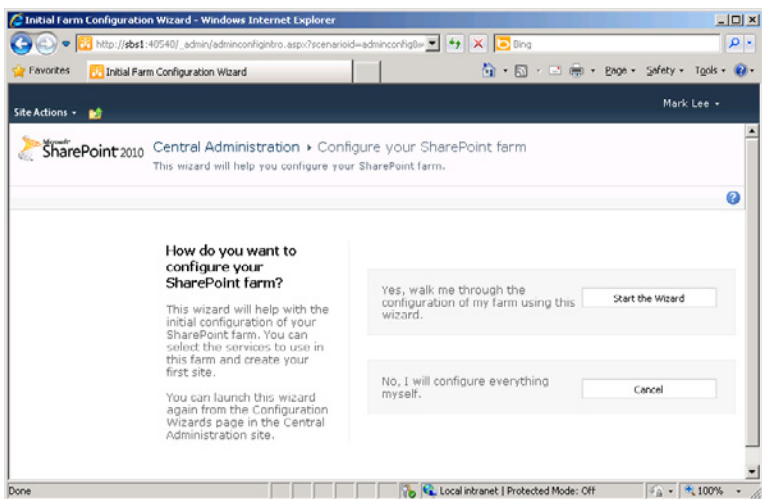 Initial Farm Configuration Wizard - Windows Internet Explorer
http://sbs1:40540/_admin/adminconfigintro.aspx?scenarioid=adminconfig&
Bing
Favorites Initial Farm Configuration Wizard Page Safety Tools
Site Actions Mark Lee
Microsoft SharePoint 2010 Central Administration Configure your SharePoint farm
This wizard will help you configure your SharePoint farm.
How do you want to
configure your
SharePoint farm?
This wizard will help with the
initial configuration of your
SharePoint farm. You can
select the services to use in
this farm and create your
first site.
You can launch this wizard
again from the Configuration
Wizards page in the Central
Administration site.
Yes, walk me through the
configuration of my farm using this
wizard.
Start the Wizard
No, I will configure everything
myself.
Cancel
Done Local intranet | Protected Mode: Off 100%